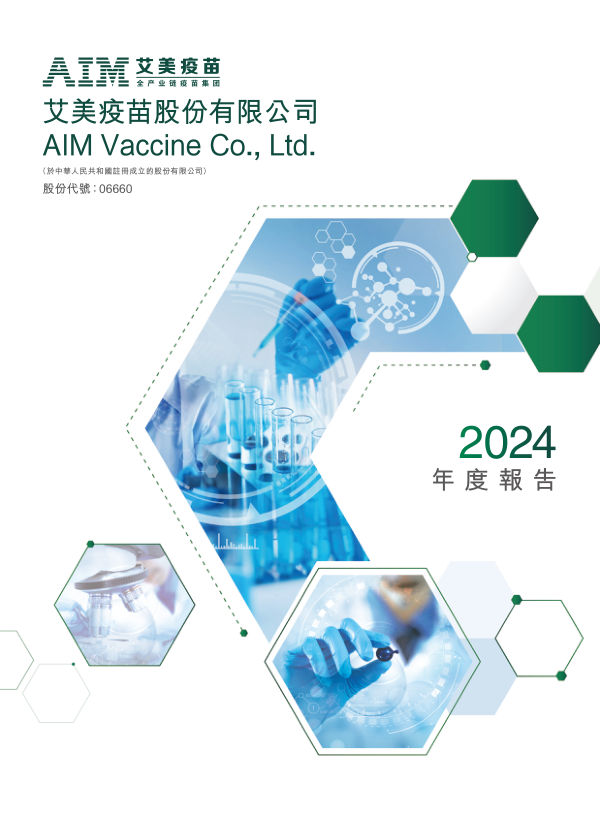 AIM 艾美疫苗
全产业链疫苗集团
艾美疫苗股份有限公司
AIM Vaccine Co., Ltd.
（於中華人民共和國註冊成立的股份有限公司）
股份代號：06660
2024
年度報告